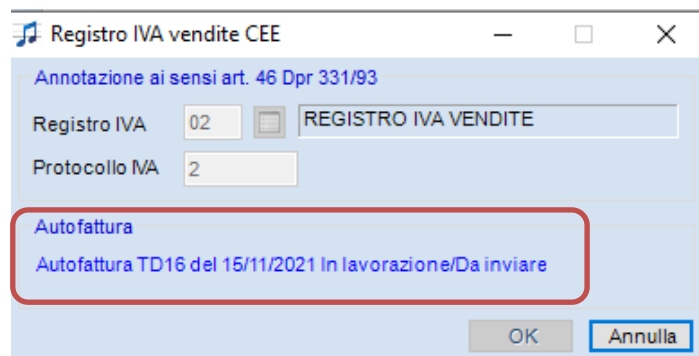 Registro IVA vendite CEE
Annotazione ai sensi art. 46 Dpr 331/93
Registro IVA 02 REGISTRO IVA VENDITE
Protocollo IVA 2
Autofattura
Autofattura TD16 del 15/11/2021 In lavorazione/Da inviare
OK Annulla